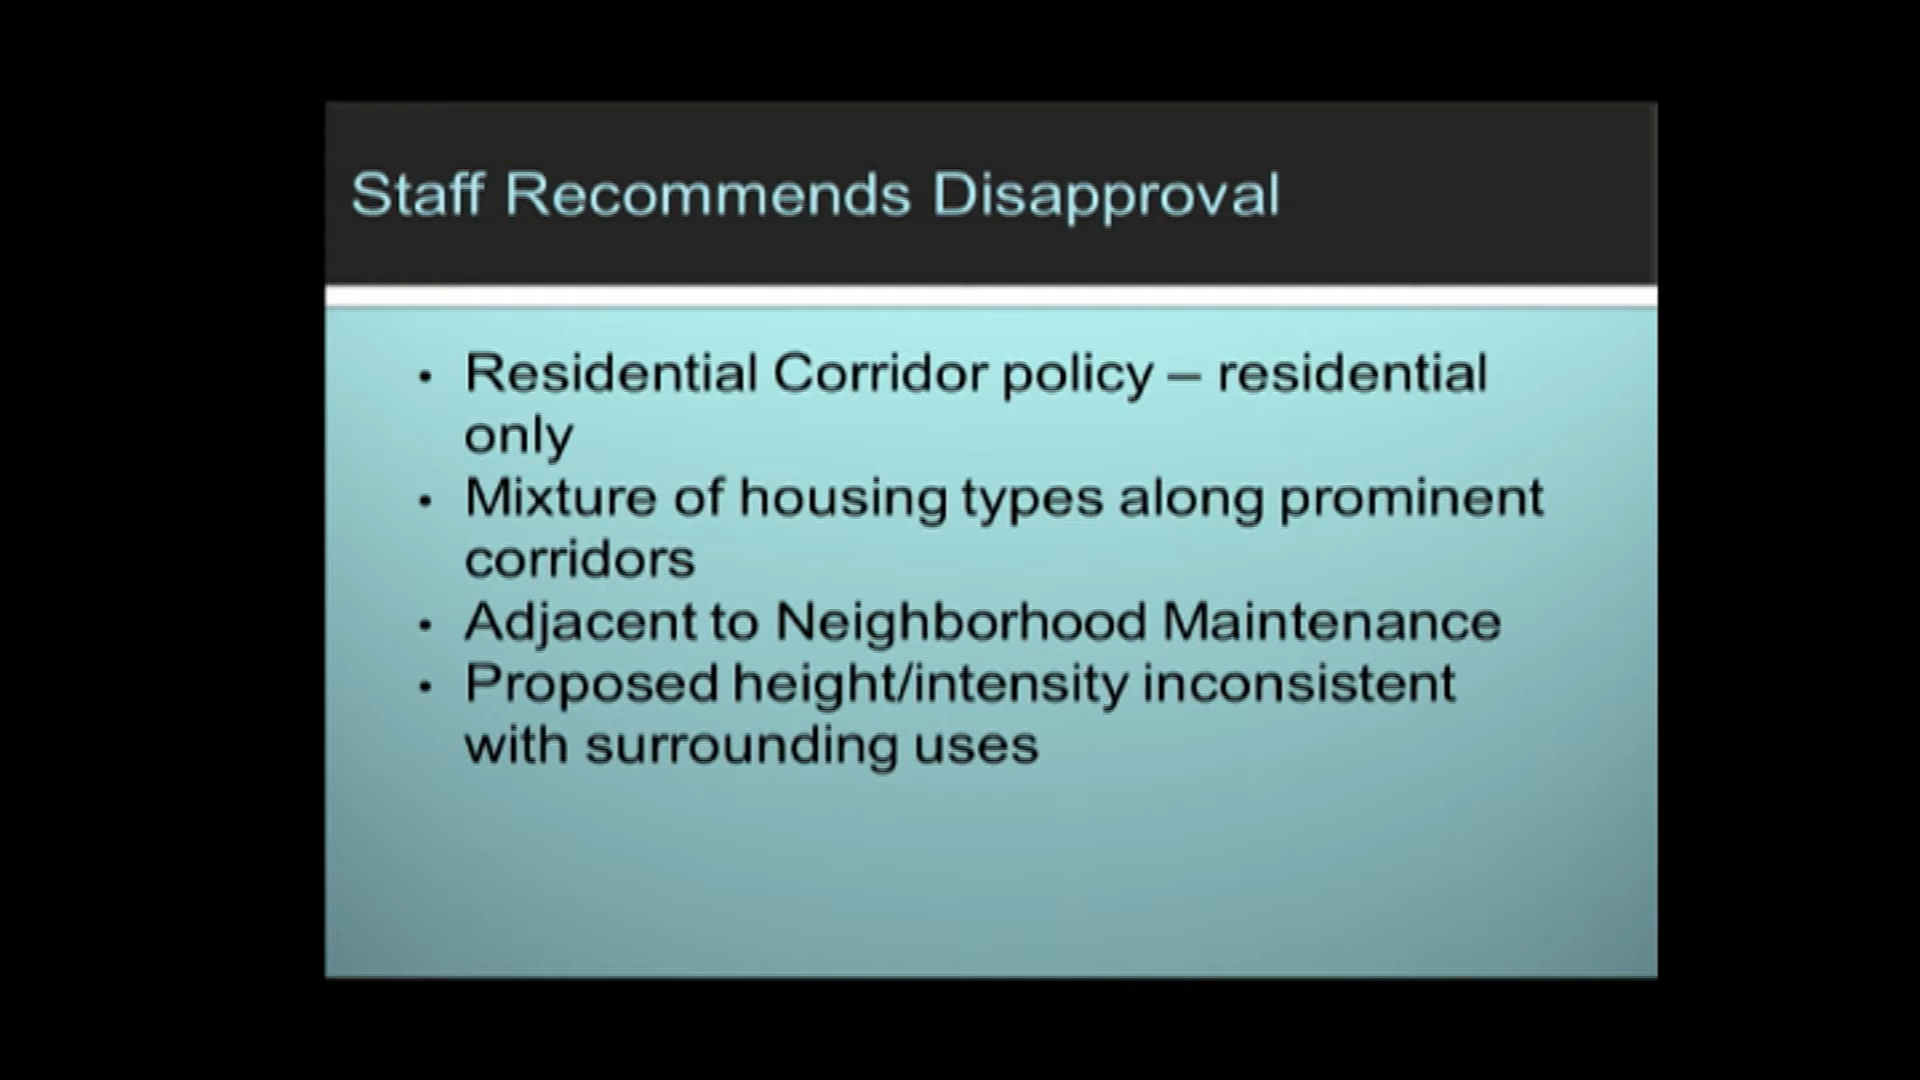 Staff Recommends Disapproval
• Residential Corridor policy – residential
only
• Mixture of housing types along prominent
corridors
• Adjacent to Neighborhood Maintenance
• Proposed height/intensity inconsistent
with surrounding uses